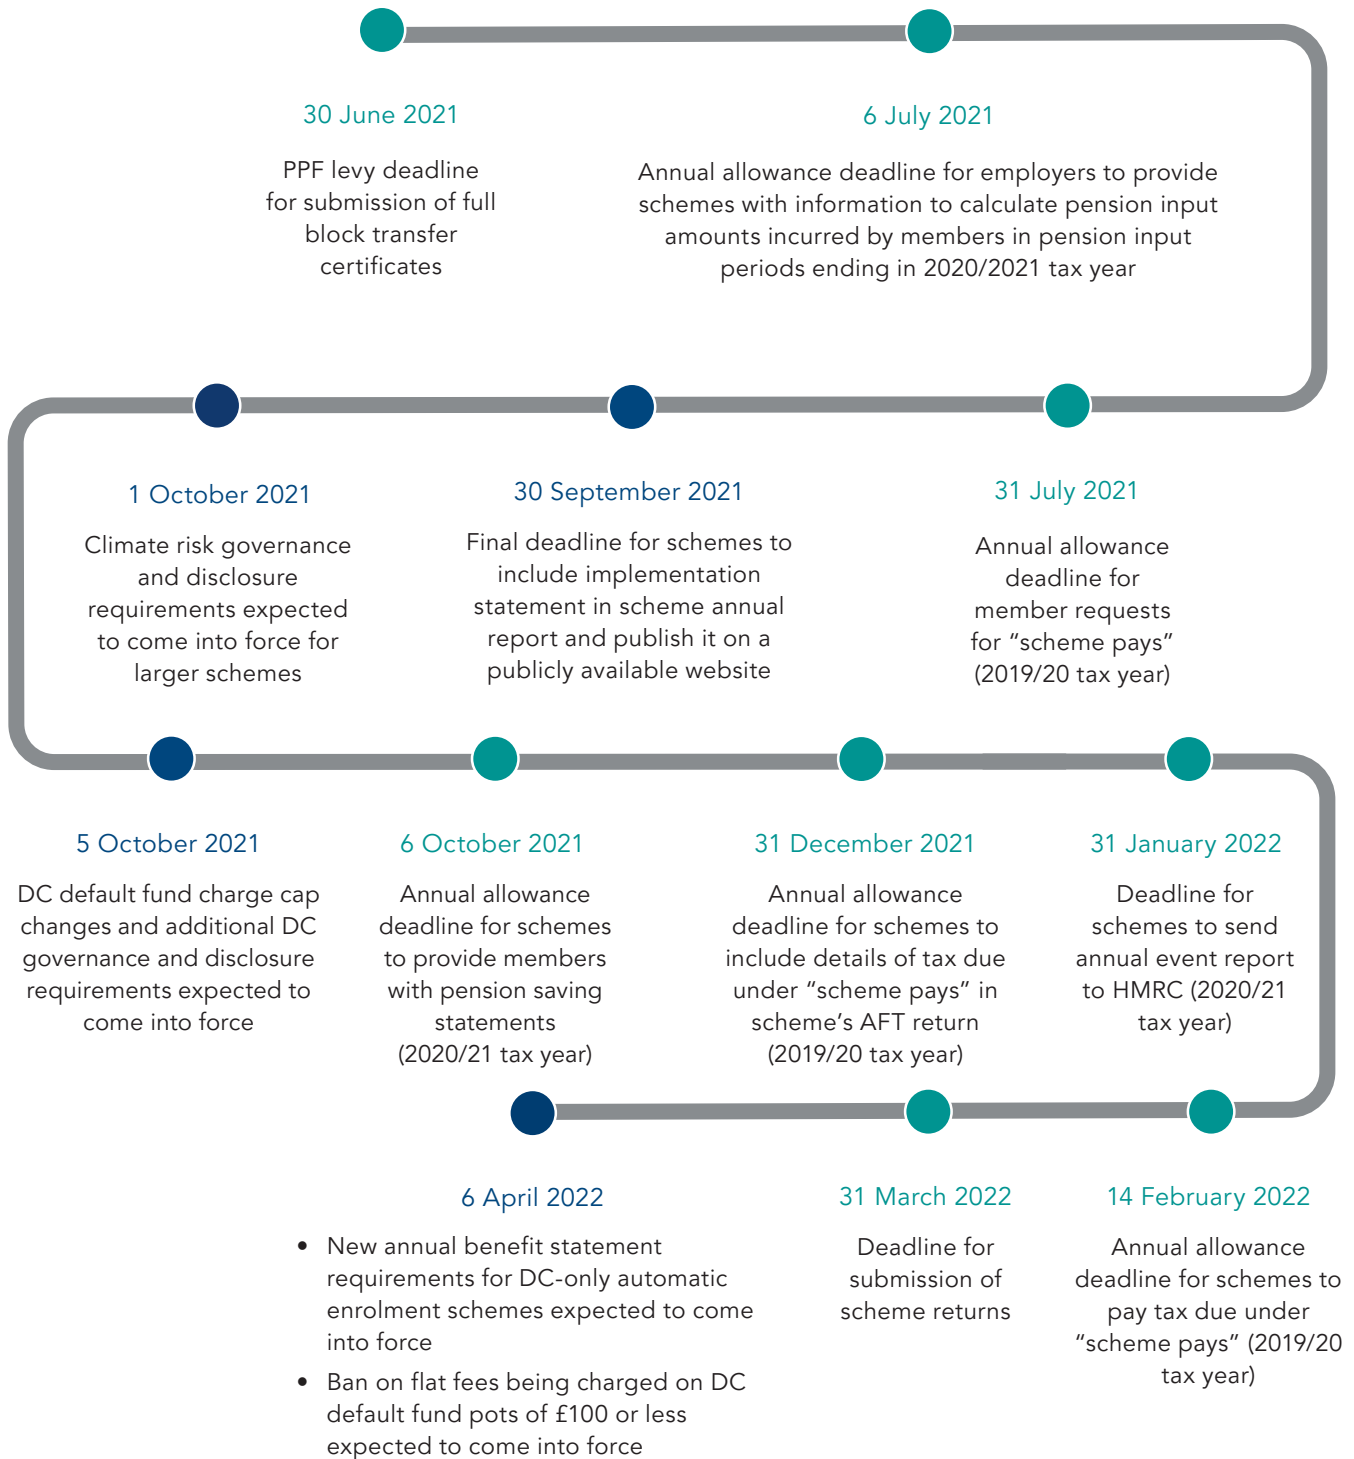 30 June 2021
PPF levy deadline
for submission of full
block transfer
certificates
6 July 2021
Annual allowance deadline for employers to provide
schemes with information to calculate pension input
amounts incurred by members in pension input
periods ending in 2020/2021 tax year
1 October 2021
Climate risk governance
and disclosure
requirements expected
to come into force for
larger schemes
30 September 2021
Final deadline for schemes to
include implementation
statement in scheme annual
report and publish it on a
publicly available website
31 July 2021
Annual allowance
deadline for
member requests
for “scheme pays”
(2019/20 tax year)
5 October 2021
DC default fund charge cap
changes and additional DC
governance and disclosure
requirements expected to
come into force
6 October 2021
Annual allowance
deadline for schemes
to provide members
with pension saving
statements
(2020/21 tax year)
31 December 2021
Annual allowance
deadline for schemes to
include details of tax due
under “scheme pays” in
scheme’s AFT return
(2019/20 tax year)
31 January 2022
Deadline for
schemes to send
annual event report
to HMRC (2020/21
tax year)
6 April 2022
• New annual benefit statement
requirements for DC-only automatic
enrolment schemes expected to come
into force
• Ban on flat fees being charged on DC
default fund pots of £100 or less
expected to come into force
31 March 2022
Deadline for
submission of
scheme returns
14 February 2022
Annual allowance
deadline for schemes to
pay tax due under
“scheme pays” (2019/20
tax year)